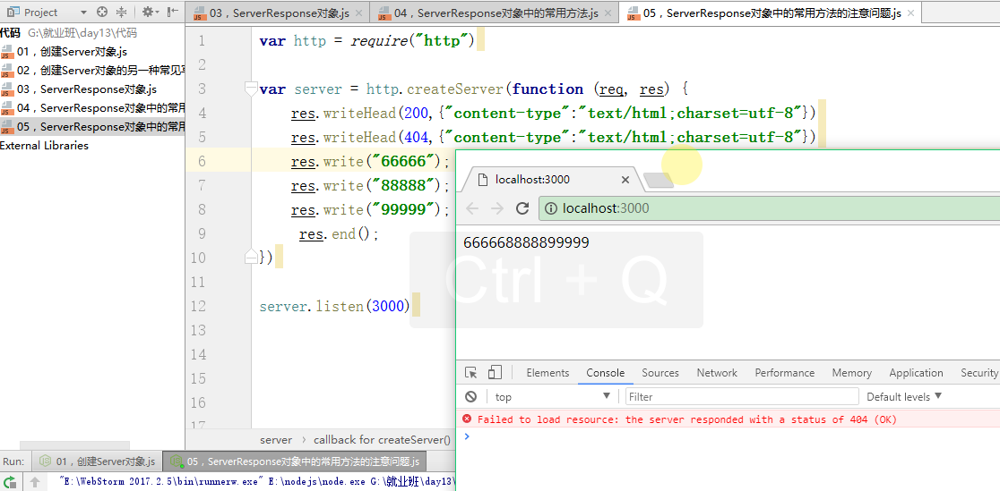 Project
03，ServerResponse对象.js
04，ServerResponse对象中的常用方法.js
05，ServerResponse对象中的常用方法的注意问题.js
代码 G:\就业班\day13\代码
01，创建Server对象.js
02，创建Server对象的另一种常见写
03，ServerResponse对象.js
04，ServerResponse对象中的常用
05，ServerResponse对象中的常用
External Libraries
1 var http = require("http")
2
3 var server = http.createServer(function (req, res) {
4 res.writeHead(200,{"content-type":"text/html;charset=utf-8"})
5 res.writeHead(404,{"content-type":"text/html;charset=utf-8"})
6 res.write("66666");
7 res.write("88888");
8 res.write("99999");
9 res.end();
10 })
11
12 server.listen(3000)
13
14
15
16
17
localhost:3000
localhost:3000
666668888899999
Ctrl + Q
Elements Console Sources Network Performance Memory Application Security
top Filter Default levels
Failed to load resource: the server responded with a status of 404 (OK)
server callback for createServer()
Run: 01，创建Server对象.js 05，ServerResponse对象中的常用方法的注意问题.js
"E:\WebStorm 2017.2.5\bin\runnerw.exe" E:\nodejs\node.exe G:\就业班\day13\